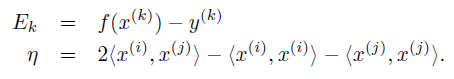 E_k = f(x^{(k)}) − y^{(k)}
η = 2⟨x^{(i)}, x^{(j)}⟩ − ⟨x^{(i)}, x^{(i)}⟩ − ⟨x^{(j)}, x^{(j)}⟩.